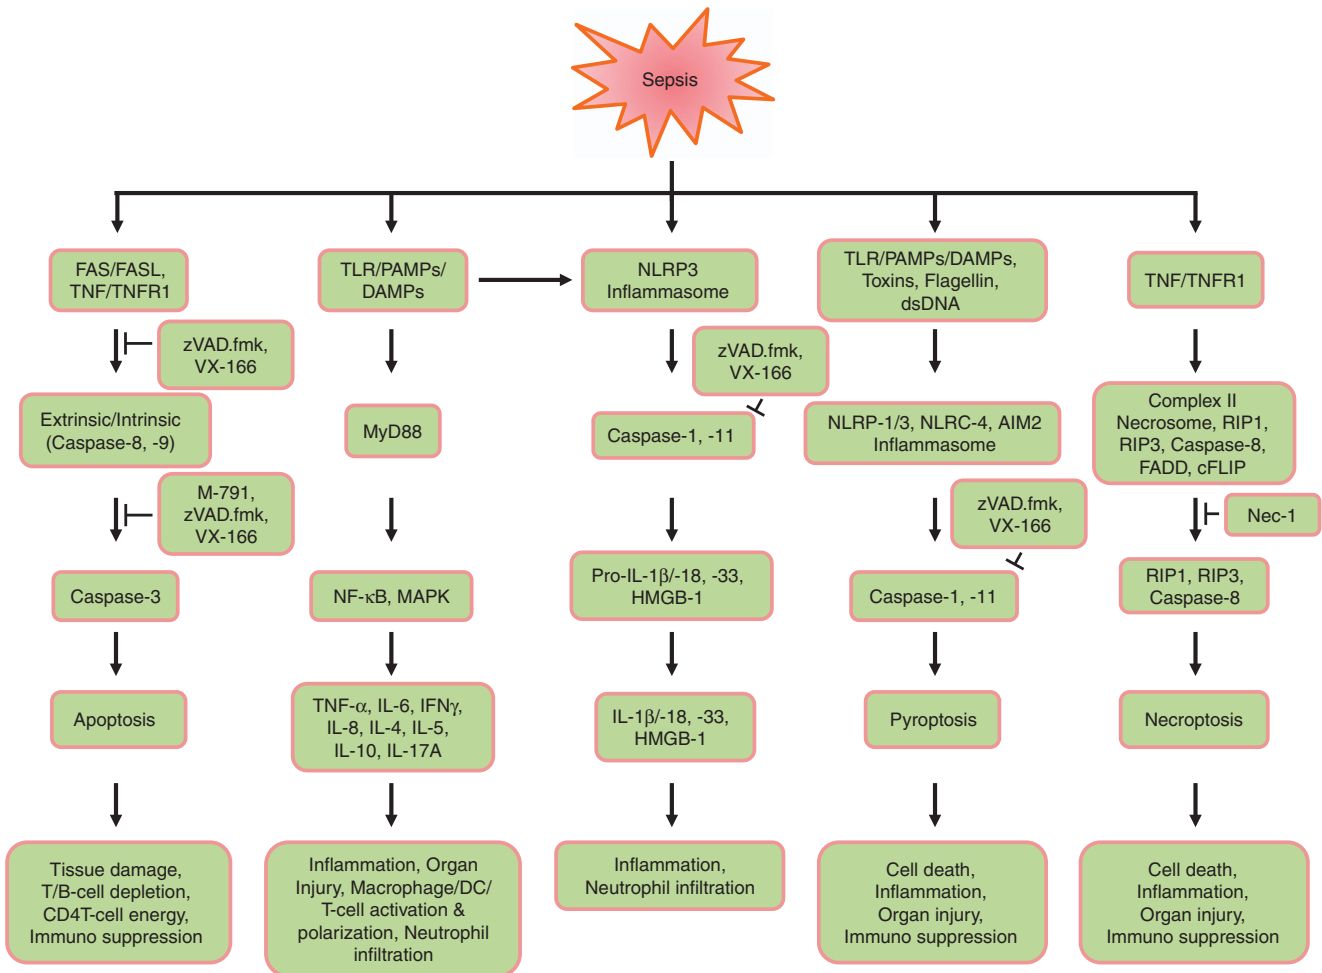 Sepsis
FAS/FASL,
TNF/TNFR1
zVAD.fmk,
VX-166
Extrinsic/Intrinsic
(Caspase-8, -9)
M-791,
zVAD.fmk,
VX-166
Caspase-3
Apoptosis
Tissue damage,
T/B-cell depletion,
CD4T-cell energy,
Immuno suppression
TLR/PAMPs/
DAMPs
MyD88
NF-κB, MAPK
TNF-α, IL-6, IFNγ,
IL-8, IL-4, IL-5,
IL-10, IL-17A
Inflammation, Organ
Injury, Macrophage/DC/
T-cell activation &
polarization, Neutrophil
infiltration
NLRP3
Inflammasome
zVAD.fmk,
VX-166
Caspase-1, -11
Pro-IL-1β/-18, -33,
HMGB-1
IL-1β/-18, -33,
HMGB-1
Inflammation,
Neutrophil infiltration
TLR/PAMPs/DAMPs,
Toxins, Flagellin,
dsDNA
NLRP-1/3, NLRC-4, AIM2
Inflammasome
zVAD.fmk,
VX-166
Caspase-1, -11
Pyroptosis
Cell death,
Inflammation,
Organ injury,
Immuno suppression
TNF/TNFR1
Complex II
Necrosome, RIP1,
RIP3, Caspase-8,
FADD, cFLIP
Nec-1
RIP1, RIP3,
Caspase-8
Necroptosis
Cell death,
Inflammation,
Organ injury,
Immuno suppression